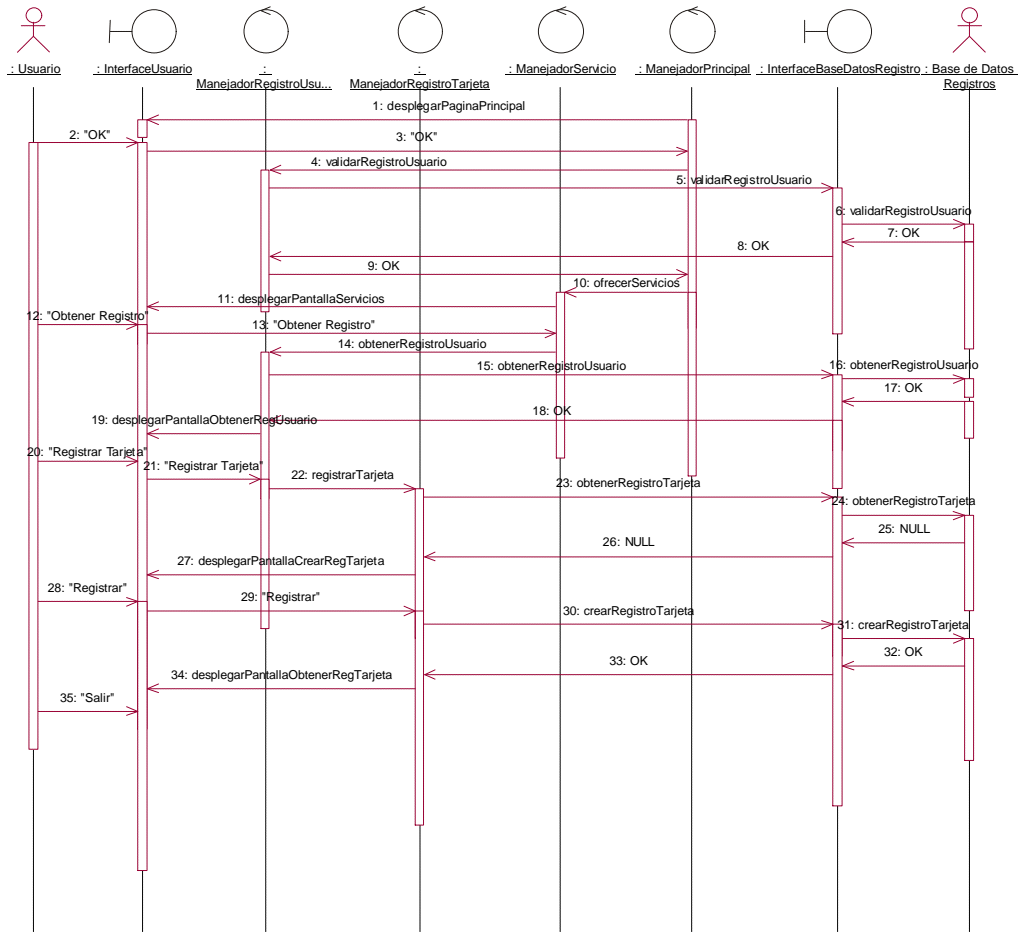 : Usuario
: InterfaceUsuario
:
ManejadorRegistroUsu...
:
ManejadorRegistroTarjeta
: ManejadorServicio
: ManejadorPrincipal
: InterfaceBaseDatosRegistro
: Base de Datos
Registros
1: desplegarPaginaPrincipal
2: "OK"
3: "OK"
4: validarRegistroUsuario
5: validarRegistroUsuario
6: validarRegistroUsuario
7: OK
8: OK
9: OK
10: ofrecerServicios
11: desplegarPantallaServicios
12: "Obtener Registro"
13: "Obtener Registro"
14: obtenerRegistroUsuario
15: obtenerRegistroUsuario
16: obtenerRegistroUsuario
17: OK
18: OK
19: desplegarPantallaObtenerRegUsuario
20: "Registrar Tarjeta"
21: "Registrar Tarjeta"
22: registrarTarjeta
23: obtenerRegistroTarjeta
24: obtenerRegistroTarjeta
25: NULL
26: NULL
27: desplegarPantallaCrearRegTarjeta
28: "Registrar"
29: "Registrar"
30: crearRegistroTarjeta
31: crearRegistroTarjeta
32: OK
33: OK
34: desplegarPantallaObtenerRegTarjeta
35: "Salir"